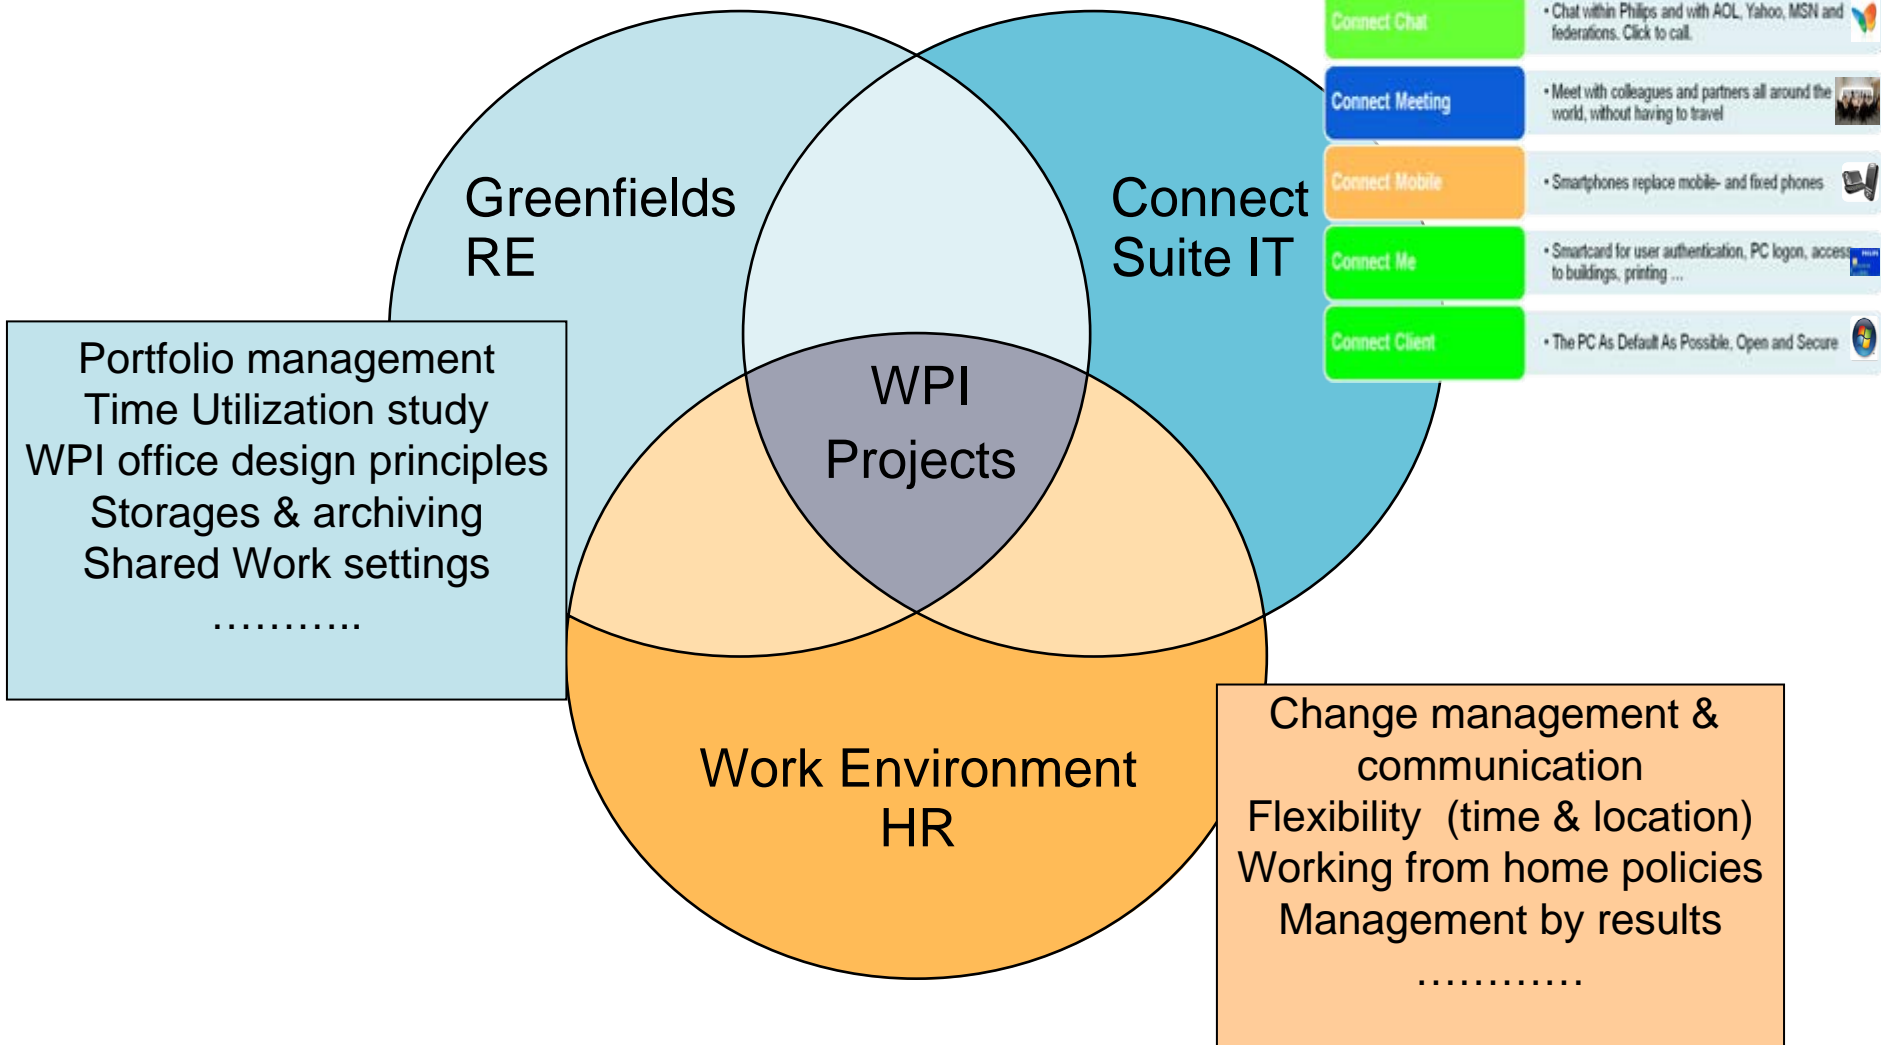 Connect Chat
• Chat within Philips and with AOL, Yahoo, MSN and
federations. Click to call.
Connect Meeting
• Meet with colleagues and partners all around the
world, without having to travel
Connect Mobile
• Smartphones replace mobile- and fixed phones
Connect Me
• Smartcard for user authentication, PC logon, access
to buildings, printing ...
Connect Client
• The PC As Default As Possible, Open and Secure
Greenfields
RE
Connect
Suite IT
WPI
Projects
Portfolio management
Time Utilization study
WPI office design principles
Storages & archiving
Shared Work settings
………..
Work Environment
HR
Change management &
communication
Flexibility (time & location)
Working from home policies
Management by results
…………